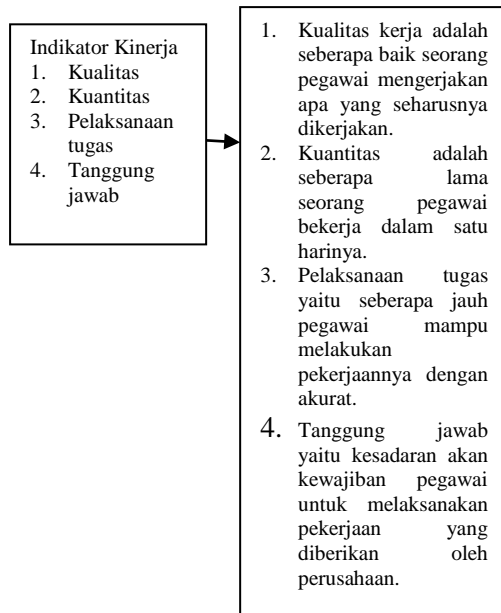 Indikator Kinerja
1. Kualitas
2. Kuantitas
3. Pelaksanaan
tugas
4. Tanggung
jawab
1. Kualitas kerja adalah
seberapa baik seorang
pegawai mengerjakan
apa yang seharusnya
dikerjakan.
2. Kuantitas adalah
seberapa lama
seorang pegawai
bekerja dalam satu
harinya.
3. Pelaksanaan tugas
yaitu seberapa jauh
pegawai mampu
melakukan
pekerjaannya dengan
akurat.
4. Tanggung jawab
yaitu kesadaran akan
kewajiban pegawai
untuk melaksanakan
pekerjaan yang
diberikan oleh
perusahaan.